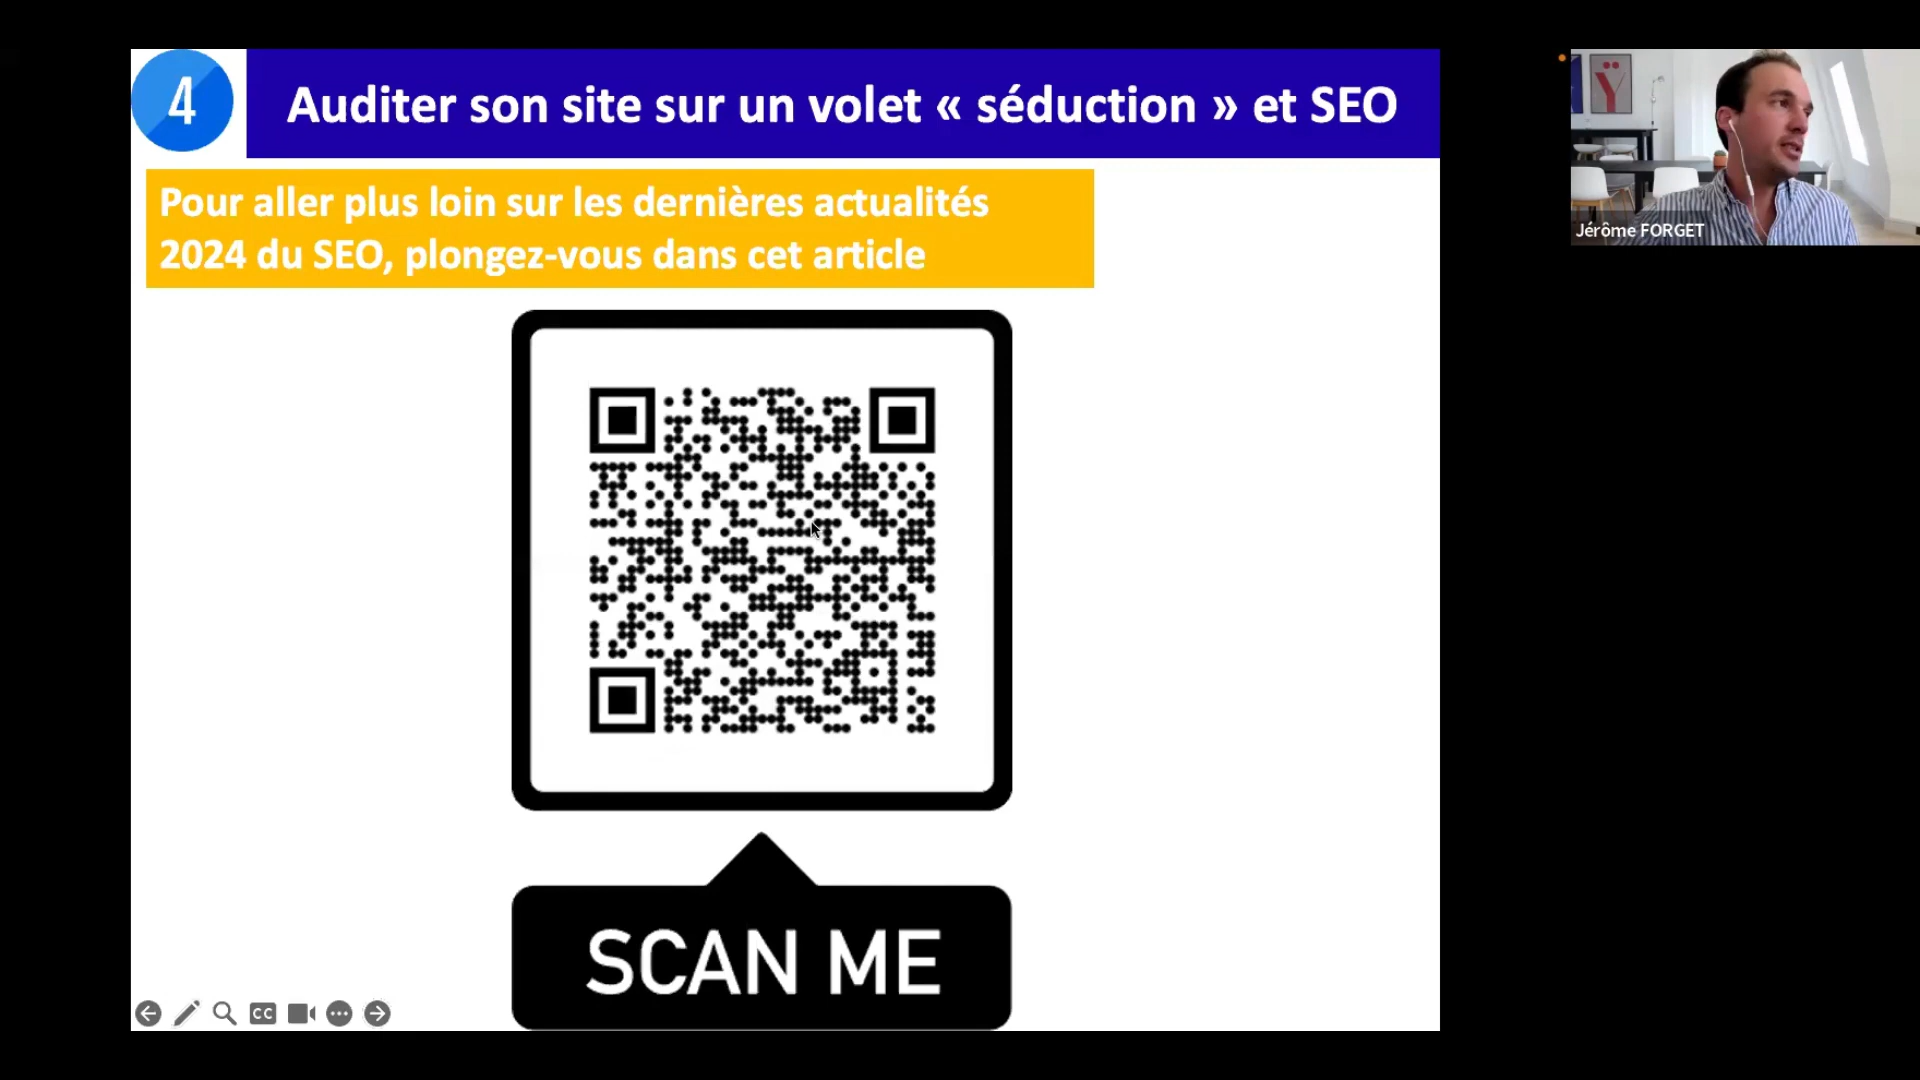 4
Auditer son site sur un volet « séduction » et SEO
Pour aller plus loin sur les dernières actualités
2024 du SEO, plongez-vous dans cet article
SCAN ME
CC
Jérôme FORGET